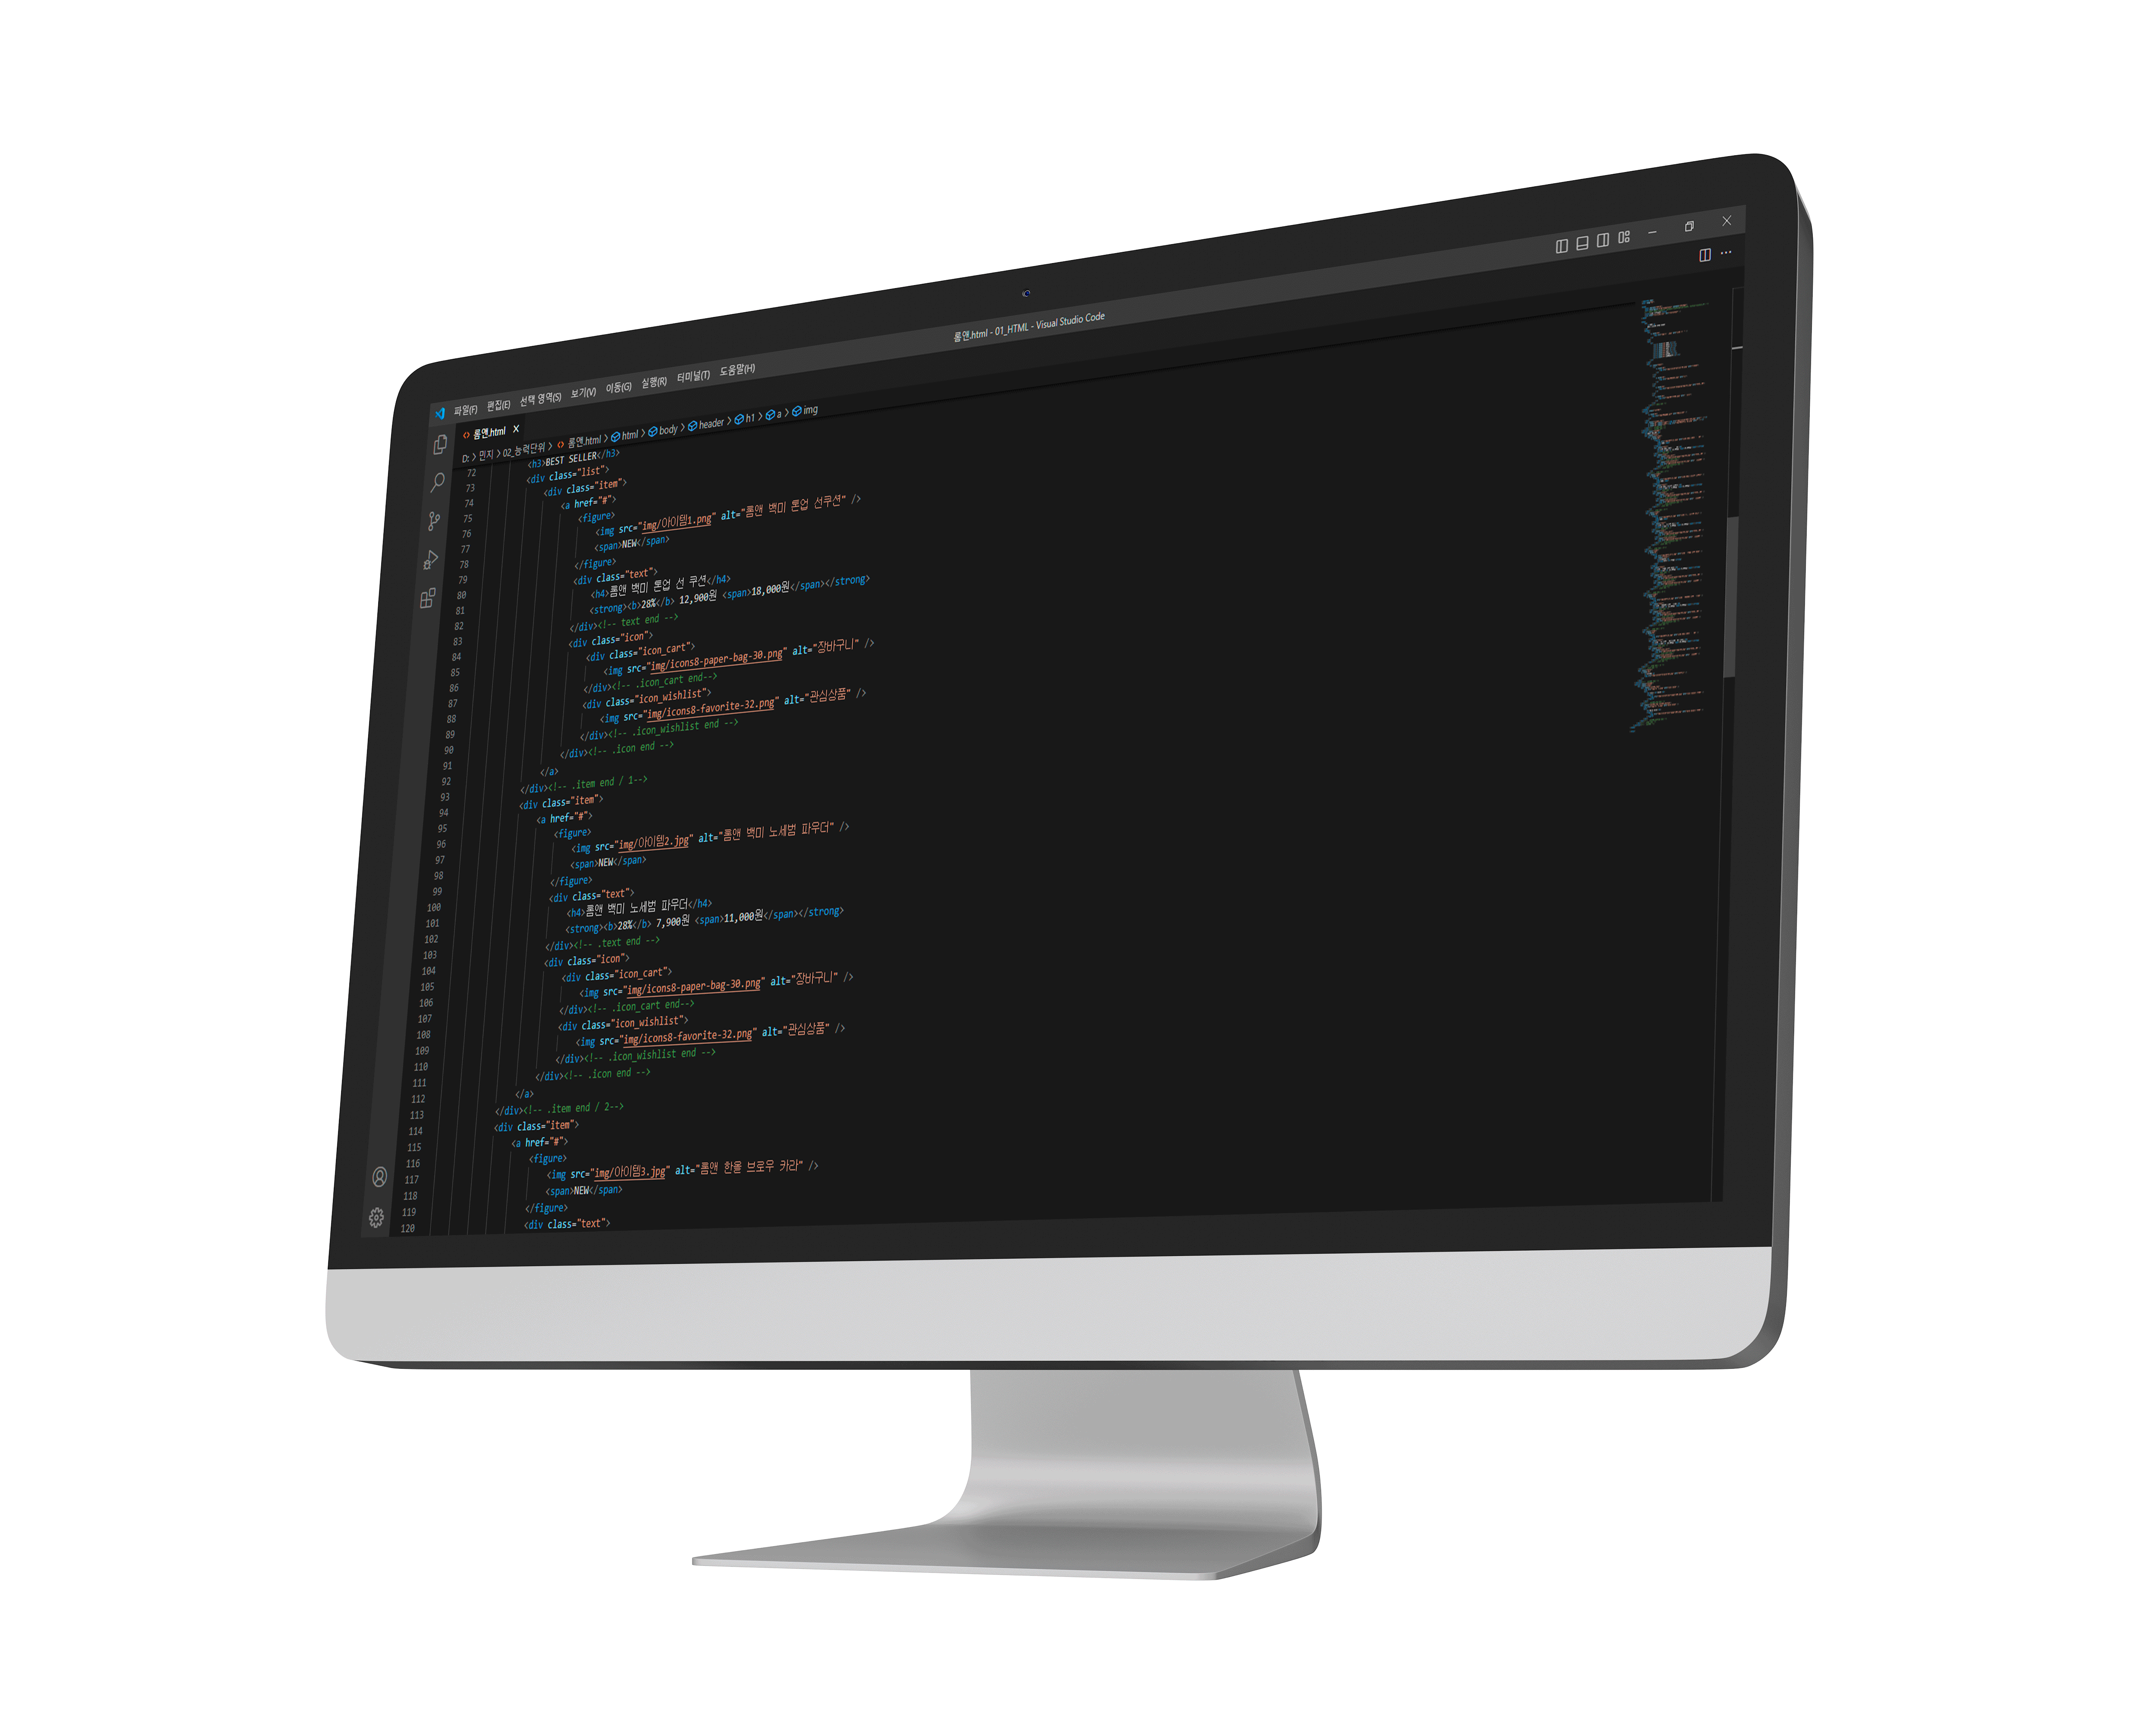 롬앤.html - 01_HTML - Visual Studio Code
파일(F) 편집(E) 선택 영역(S) 보기(V) 이동(G) 실행(R) 터미널(T) 도움말(H)
롬앤.html
D: > 민지 > 02_능력단위 > 롬앤.html > html > body > header > h1 > a > img
72 <h3>BEST SELLER</h3>
73 <div class="list">
74 <div class="item">
75 <a href="#">
76 <figure>
77 <img src="img/아이템1.png" alt="롬앤 백미 톤업 선쿠션" />
78 <span>NEW</span>
79 </figure>
80 <div class="text">
81 <h4>롬앤 백미 톤업 선 쿠션</h4>
82 <strong><b>28%</b> 12,900원 <span>18,000원</span></strong>
83 </div><!-- text end -->
84 <div class="icon">
85 <div class="icon_cart">
86 <img src="img/icons8-paper-bag-30.png" alt="장바구니" />
87 </div><!-- .icon_cart end-->
88 <div class="icon_wishlist">
89 <img src="img/icons8-favorite-32.png" alt="관심상품" />
90 </div><!-- .icon_wishlist end -->
91 </div><!-- .icon end -->
92 </a>
93 </div><!-- .item end / 1-->
94 <div class="item">
95 <a href="#">
96 <figure>
97 <img src="img/아이템2.jpg" alt="롬앤 백미 노세범 파우더" />
98 <span>NEW</span>
99 </figure>
100 <div class="text">
101 <h4>롬앤 백미 노세범 파우더</h4>
102 <strong><b>28%</b> 7,900원 <span>11,000원</span></strong>
103 </div><!-- .text end -->
104 <div class="icon">
105 <div class="icon_cart">
106 <img src="img/icons8-paper-bag-30.png" alt="장바구니" />
107 </div><!-- .icon_cart end-->
108 <div class="icon_wishlist">
109 <img src="img/icons8-favorite-32.png" alt="관심상품" />
110 </div><!-- .icon_wishlist end -->
111 </div><!-- .icon end -->
112 </a>
113 </div><!-- .item end / 2-->
114 <div class="item">
115 <a href="#">
116 <figure>
117 <img src="img/아이템3.jpg" alt="롬앤 한올 브로우 카라" />
118 <span>NEW</span>
119 </figure>
120 <div class="text">